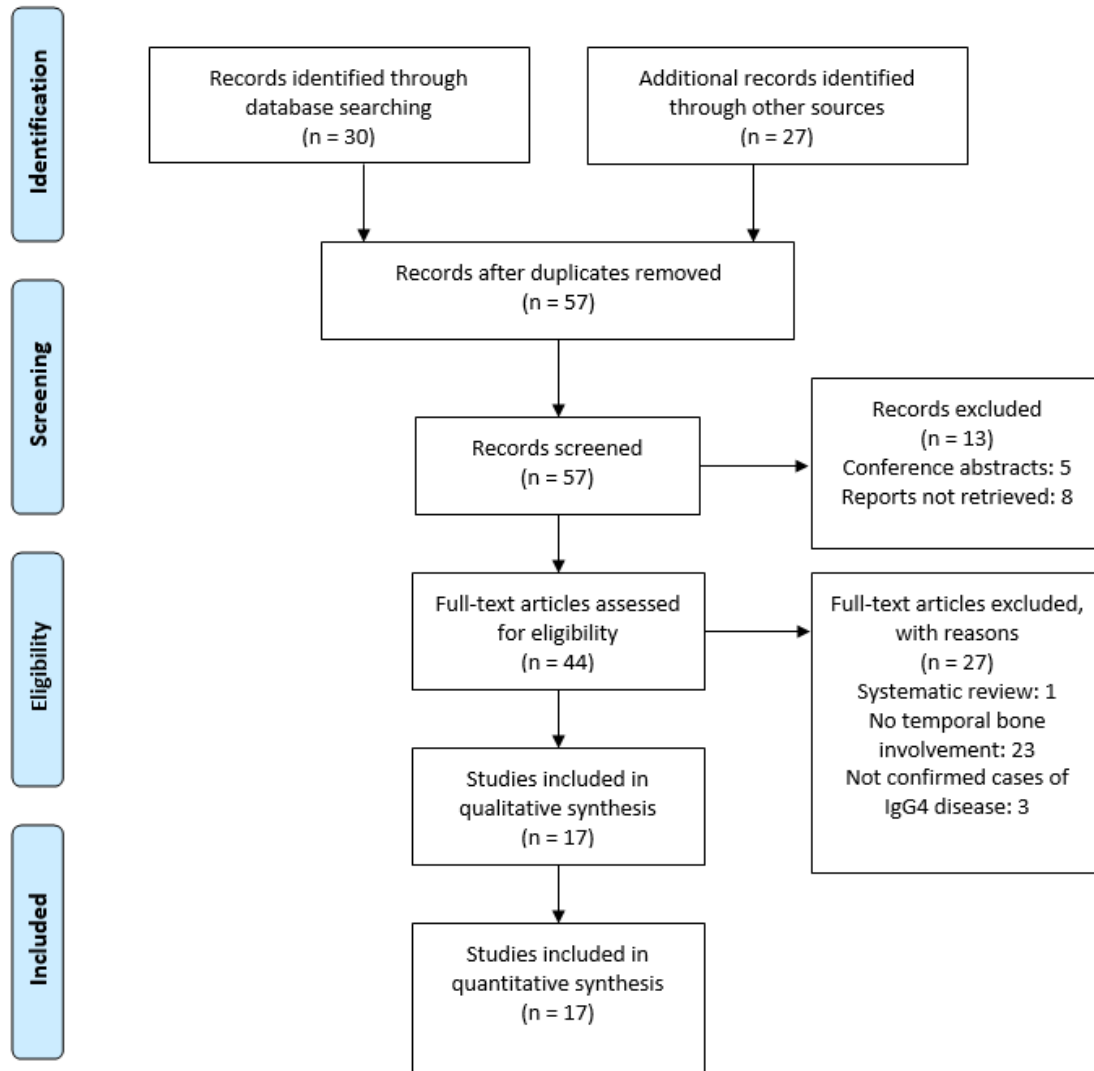 Identification
Records identified through
database searching
(n = 30)
Additional records identified
through other sources
(n = 27)
Records after duplicates removed
(n = 57)
Screening
Records screened
(n = 57)
Records excluded
(n = 13)
Conference abstracts: 5
Reports not retrieved: 8
Eligibility
Full-text articles assessed
for eligibility
(n = 44)
Full-text articles excluded,
with reasons
(n = 27)
Systematic review: 1
No temporal bone
involvement: 23
Not confirmed cases of
IgG4 disease: 3
Studies included in
qualitative synthesis
(n = 17)
Included
Studies included in
quantitative synthesis
(n = 17)